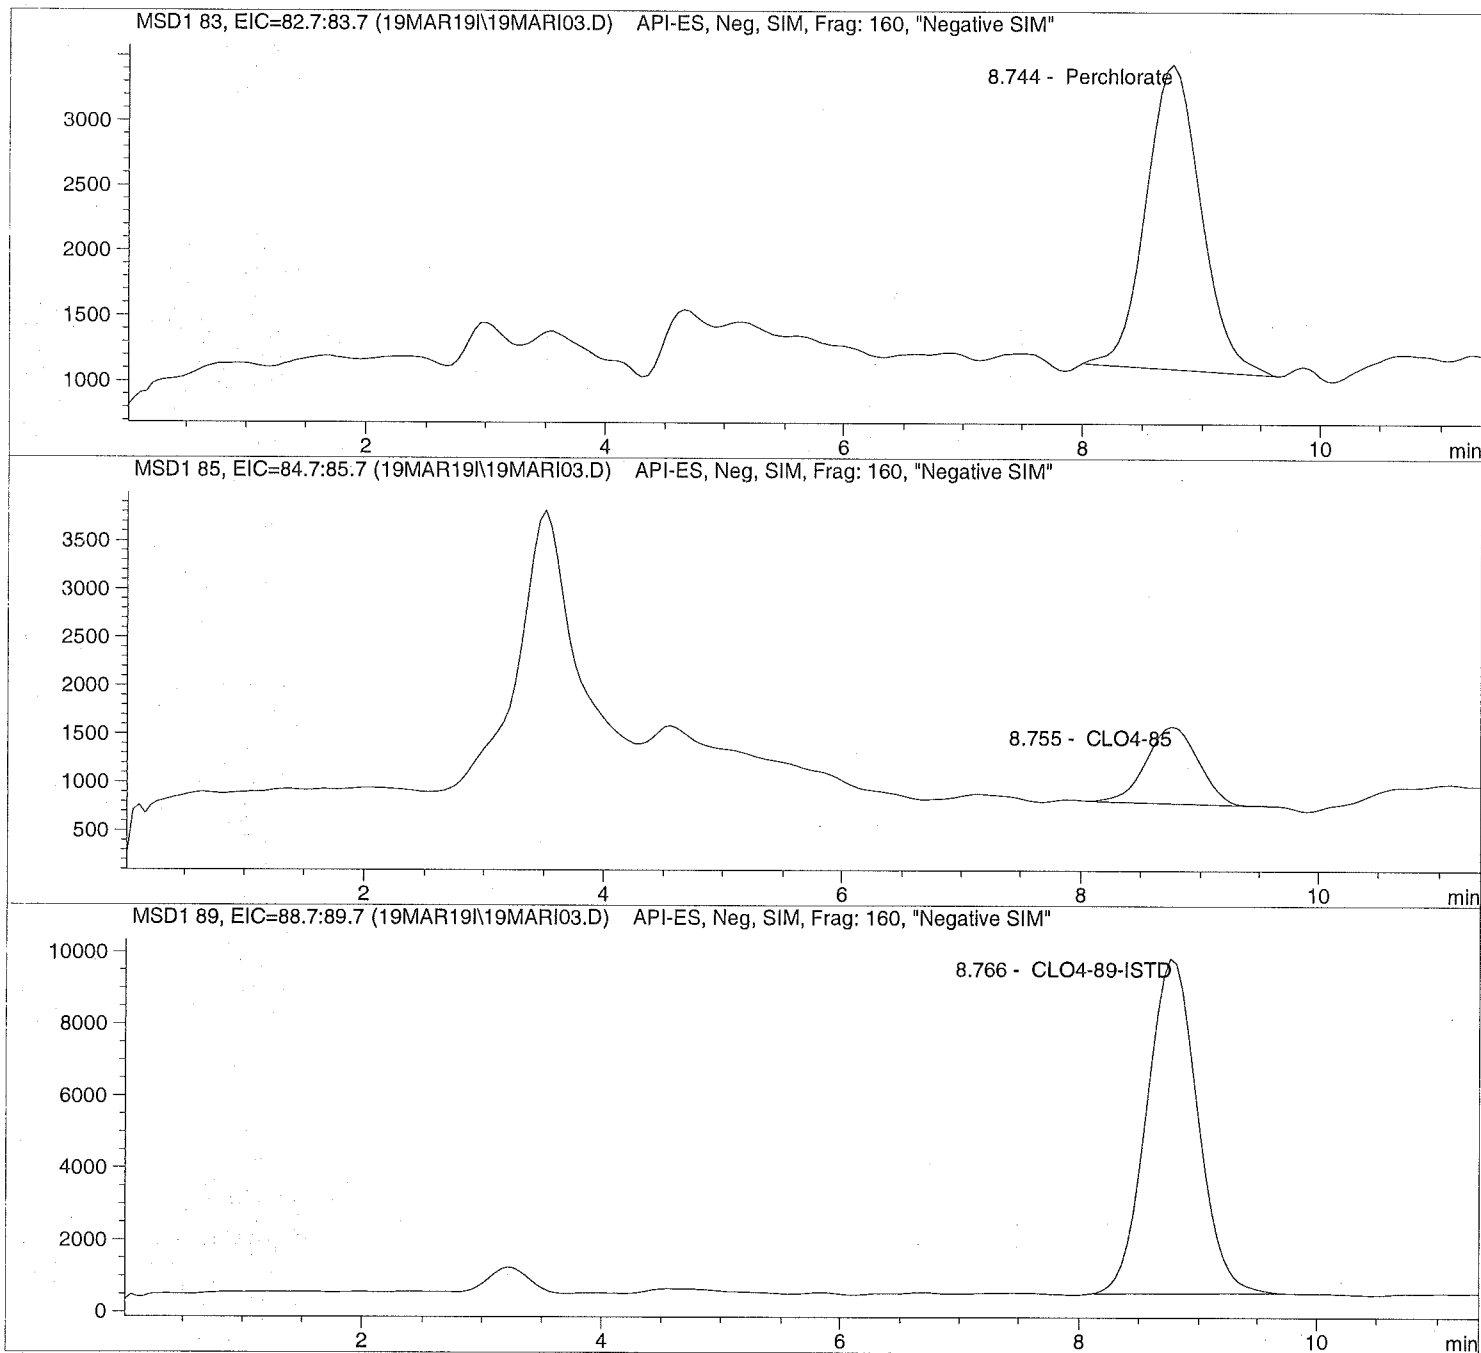 MSD1 83, EIC=82.7:83.7 (19MAR19I\19MARI03.D) API-ES, Neg, SIM, Frag: 160, "Negative SIM"
8.744 - Perchlorate
3000
2500
2000
1500
1000
2 4 6 8 10 min
MSD1 85, EIC=84.7:85.7 (19MAR19I\19MARI03.D) API-ES, Neg, SIM, Frag: 160, "Negative SIM"
3500
3000
2500
2000
8.755 - CLO4-85
1500
1000
500
2 4 6 8 10 min
MSD1 89, EIC=88.7:89.7 (19MAR19I\19MARI03.D) API-ES, Neg, SIM, Frag: 160, "Negative SIM"
10000
8.766 - CLO4-89-ISTD
8000
6000
4000
2000
0
2 4 6 8 10 min